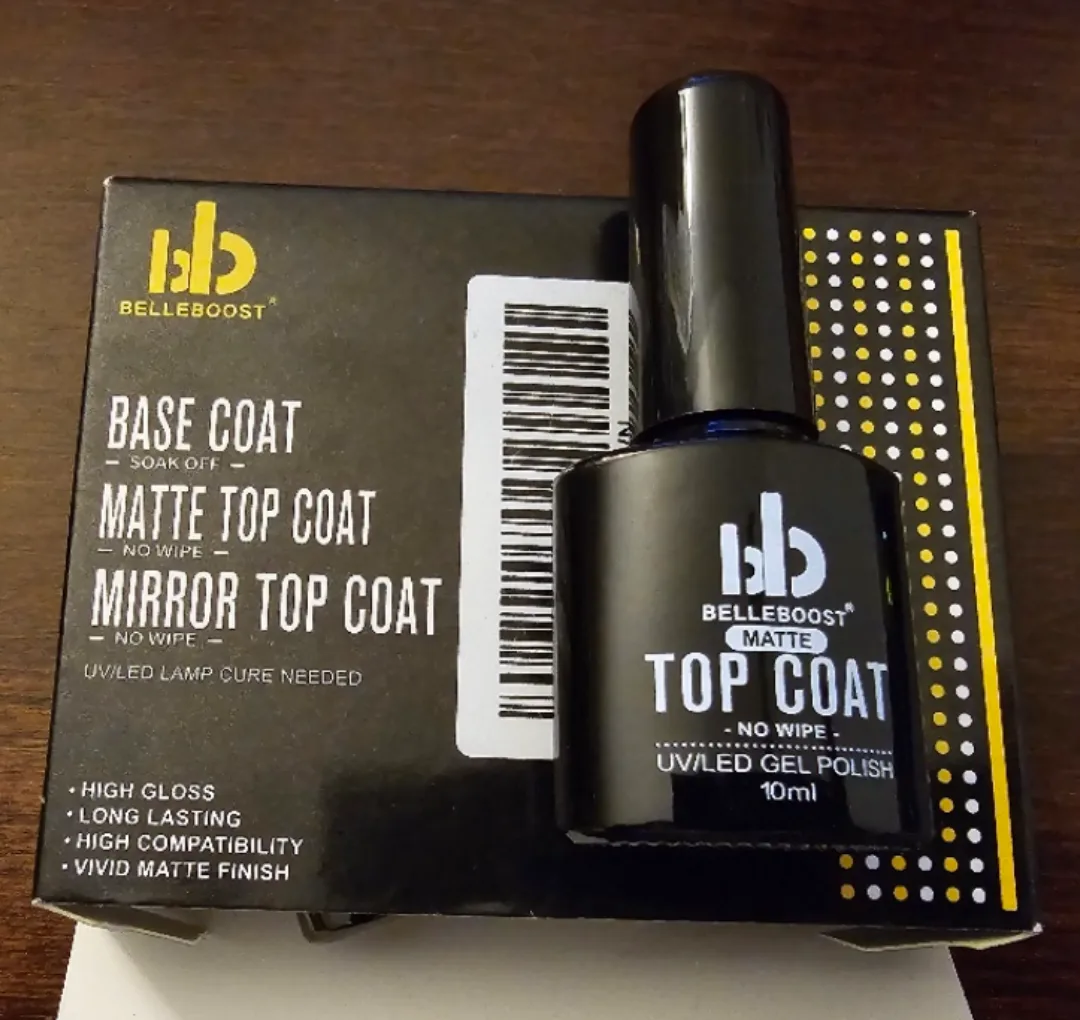 bb
BELLEBOOST®
BASE COAT
- SOAK OFF -
MATTE TOP COAT
- NO WIPE -
MIRROR TOP COAT
- NO WIPE -
UV/LED LAMP CURE NEEDED
• HIGH GLOSS
• LONG LASTING
• HIGH COMPATIBILITY
• VIVID MATTE FINISH
bb
BELLEBOOST®
MATTE
TOP COAT
- NO WIPE -
UV/LED GEL POLISH
10ml